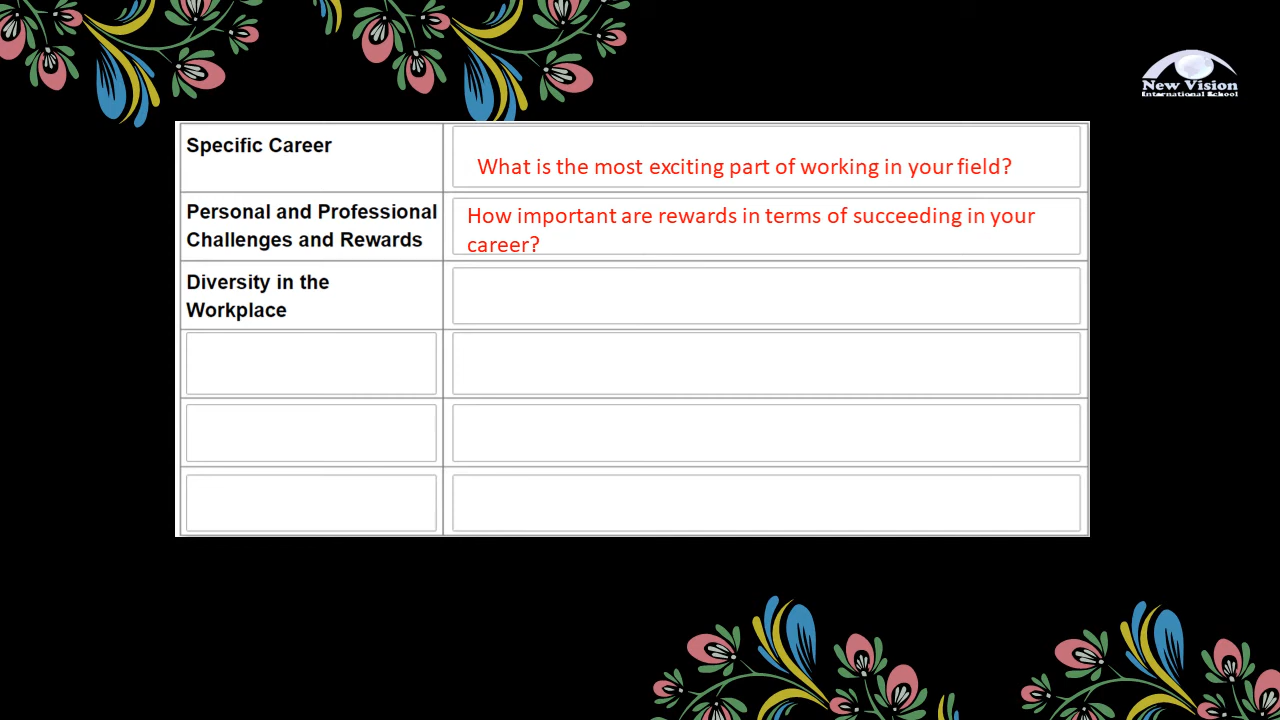 New Vision
International School
Specific Career
What is the most exciting part of working in your field?
Personal and Professional
Challenges and Rewards
How important are rewards in terms of succeeding in your
career?
Diversity in the
Workplace